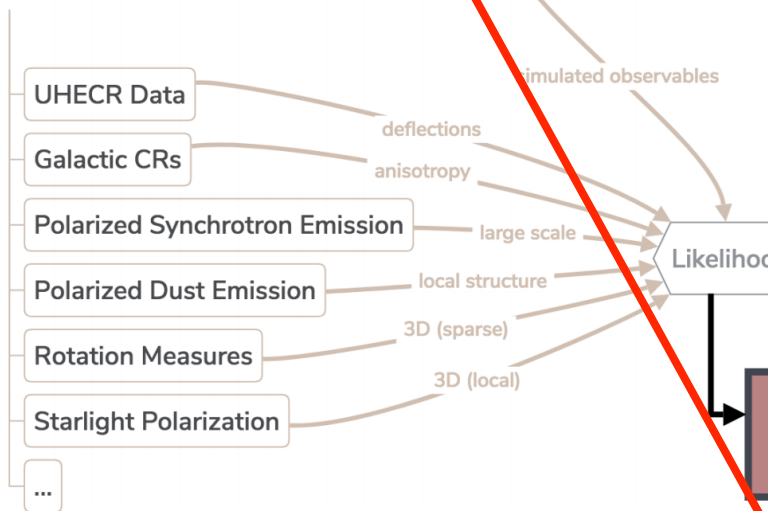 simulated observables
UHECR Data
deflections
Galactic CRs
anisotropy
Polarized Synchrotron Emission
large scale
Likelihoo
Polarized Dust Emission
local structure
Rotation Measures
3D (sparse)
Starlight Polarization
3D (local)
...